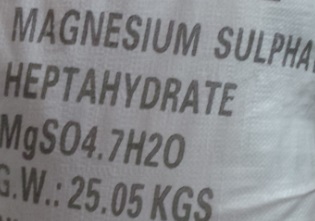 MAGNESIUM SULPHA
HEPTAHYDRATE
MgSO4.7H2O
G.W.: 25.05 KGS